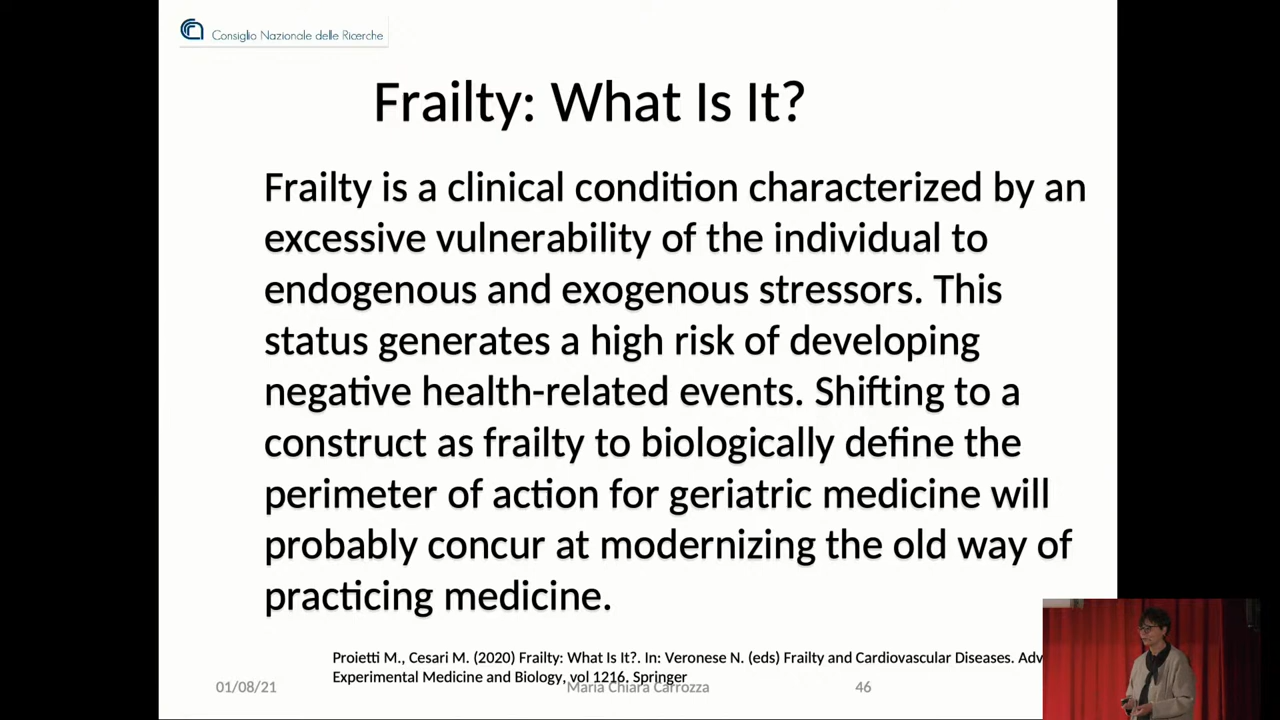 Consiglio Nazionale delle Ricerche
Frailty: What Is It?
Frailty is a clinical condition characterized by an
excessive vulnerability of the individual to
endogenous and exogenous stressors. This
status generates a high risk of developing
negative health-related events. Shifting to a
construct as frailty to biologically define the
perimeter of action for geriatric medicine will
probably concur at modernizing the old way of
practicing medicine.
Proietti M., Cesari M. (2020) Frailty: What Is It?. In: Veronese N. (eds) Frailty and Cardiovascular Diseases. Adv
Experimental Medicine and Biology, vol 1216. Springer
01/08/21
Maria Chiara Carrozza
46